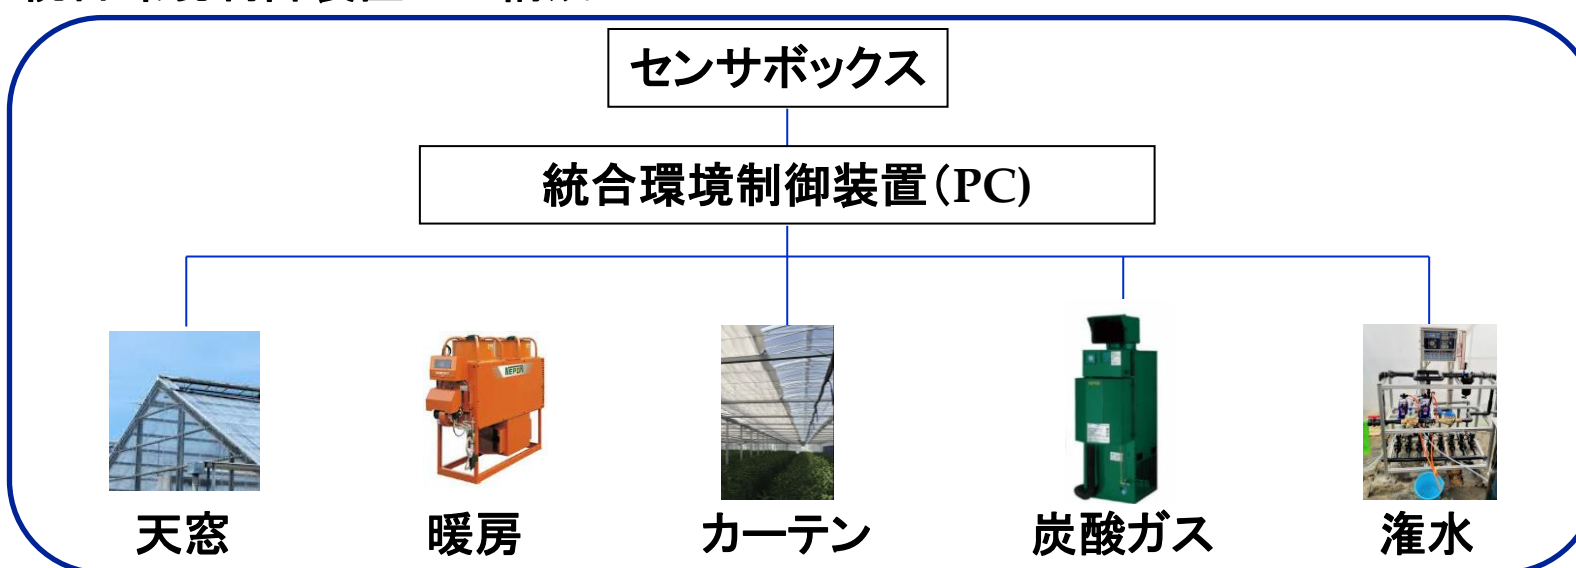 センサボックス
統合環境制御装置(PC)
NEPON
天窓
暖房
カーテン
炭酸ガス
潅水